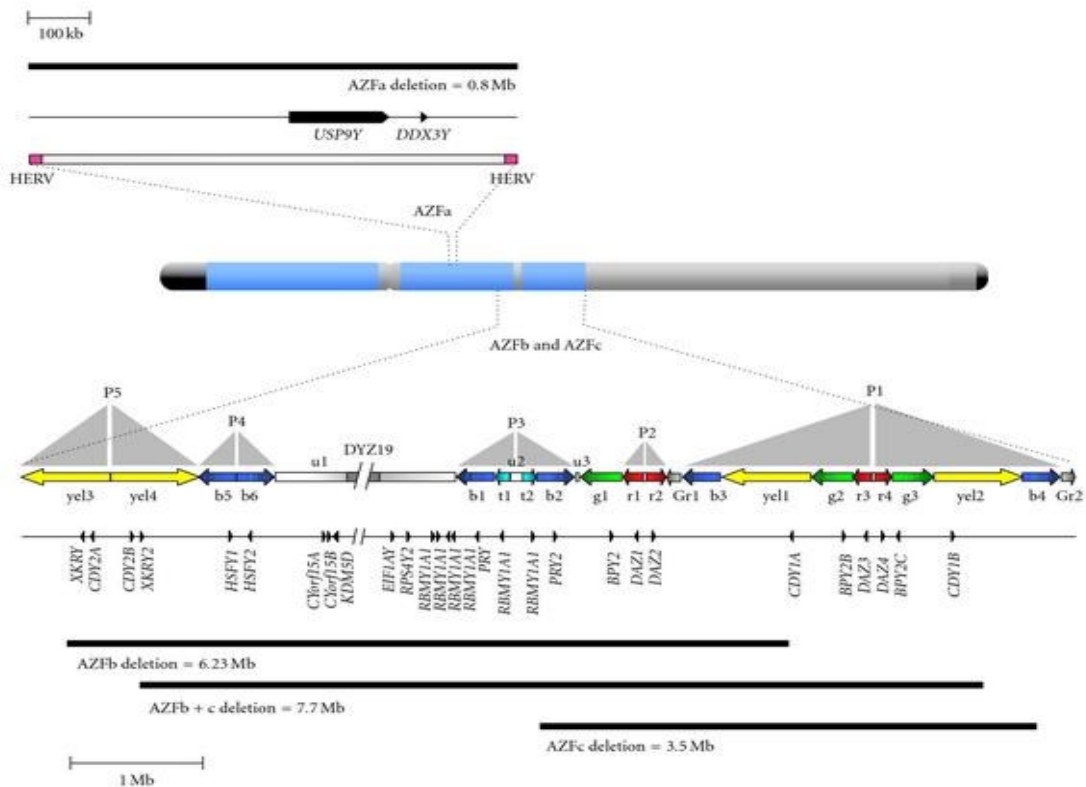 100 kb
AZFa deletion = 0.8 Mb
USP9Y DDX3Y
HERV HERV
AZFa
AZFb and AZFc
P5 P4 P3 P2 P1
u1 DYZ19 u2 u3
yel3 yel4 b5 b6 b1 t1 t2 b2 g1 r1 r2 Gr1 b3 yel1 g2 r3 r4 g3 yel2 b4 Gr2
XKRY
CDY2A
CDY2B
XKRY2
HSFY1
HSFY2
CYorf15A
CYorf15B
KDM5D
EIF1AY
RPS4Y2
RBMY1A1
RBMY1A1
RBMY1A1
RBMY1A1
PRY
RBMY1A1
RBMY1A1
PRY2
BPY2
DAZ1
DAZ2
CDY1A
BPY2B
DAZ3
DAZ4
BPY2C
CDY1B
AZFb deletion = 6.23 Mb
AZFb + c deletion = 7.7 Mb
AZFc deletion = 3.5 Mb
1 Mb